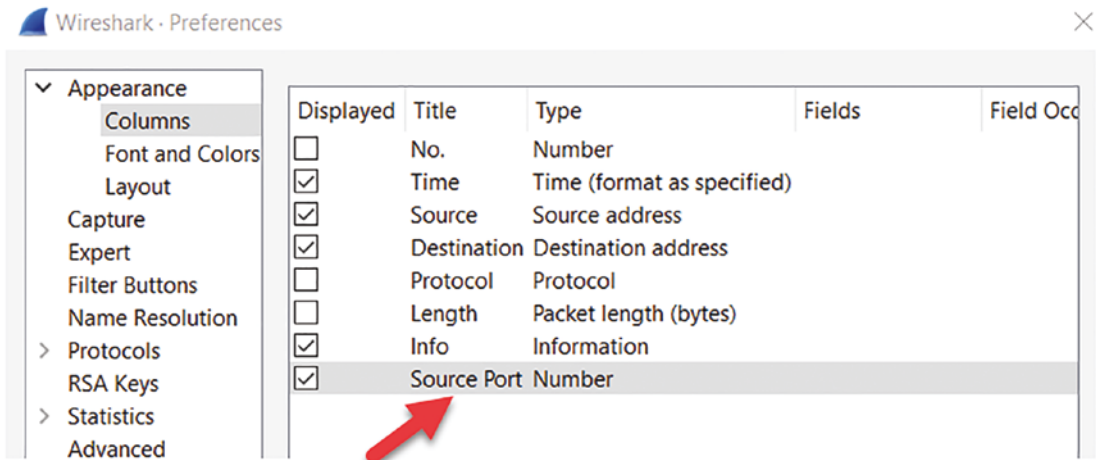 Wireshark · Preferences
Appearance
Columns
Font and Colors
Layout
Capture
Expert
Filter Buttons
Name Resolution
Protocols
RSA Keys
Statistics
Advanced
Displayed Title Type Fields Field Occ
No. Number
Time Time (format as specified)
Source Source address
Destination Destination address
Protocol Protocol
Length Packet length (bytes)
Info Information
Source Port Number